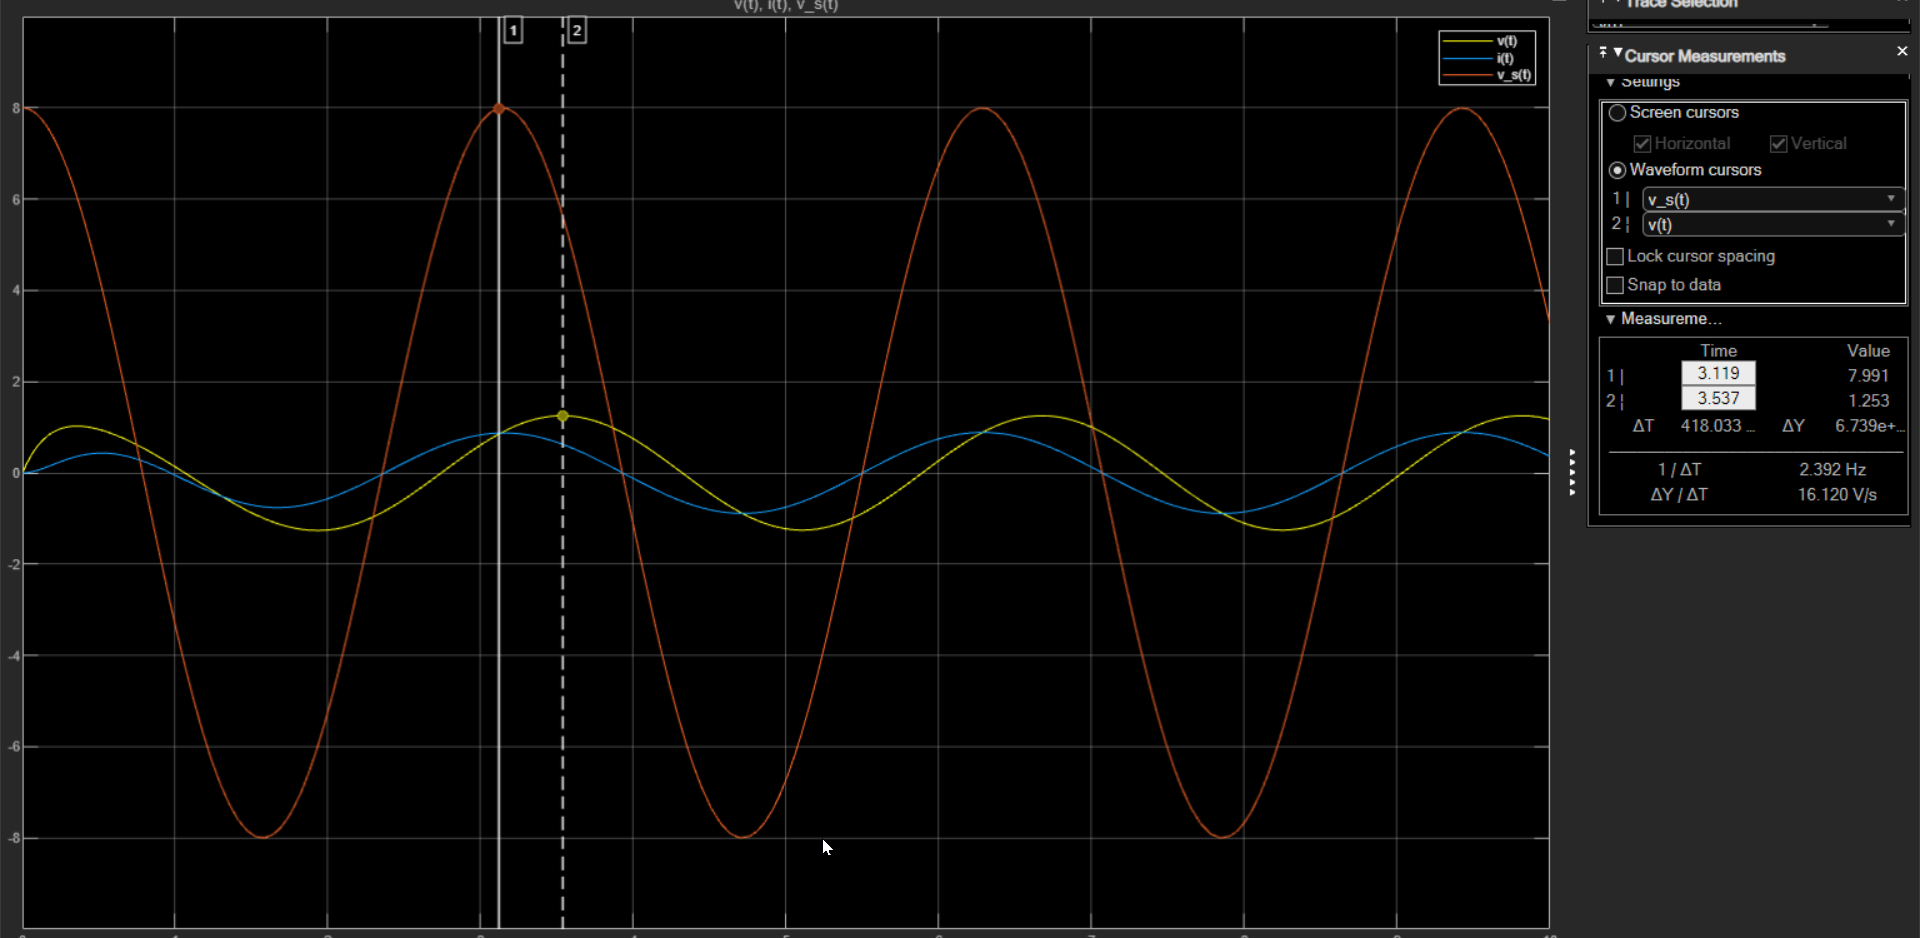 v(t), i(t), v_s(t)
Trace Selection
1
2
v(t)
i(t)
v_s(t)
8
6
4
2
0
-2
-4
-6
-8
Cursor Measurements
Settings
Screen cursors
Horizontal
Vertical
Waveform cursors
1 | v_s(t)
2 ¦ v(t)
Lock cursor spacing
Snap to data
Measureme...
Time Value
1 | 3.119 7.991
2 ¦ 3.537 1.253
ΔT 418.033 ... ΔY 6.739e+...
1 / ΔT 2.392 Hz
ΔY / ΔT 16.120 V/s